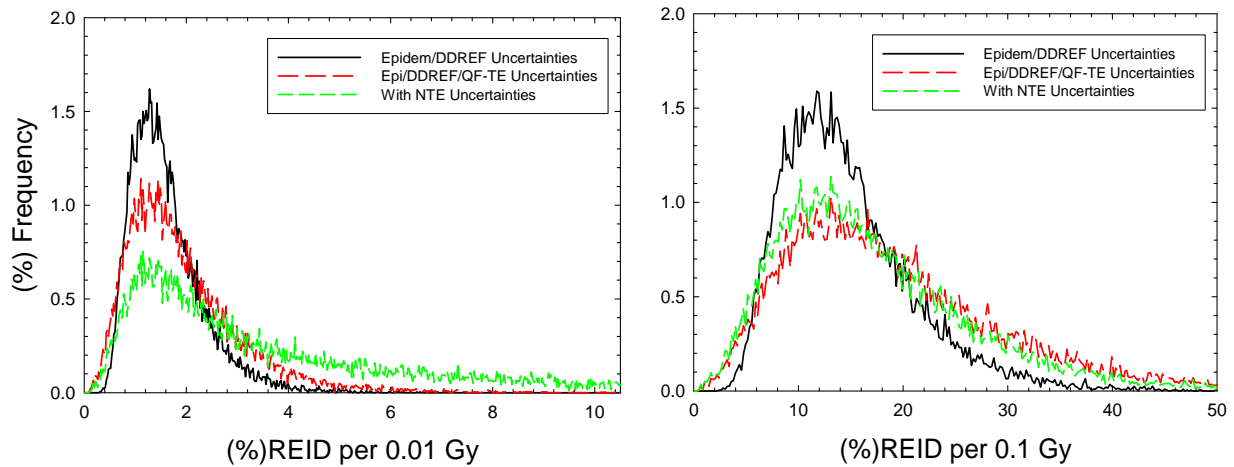 2.0
1.5
1.0
0.5
0.0
(%) Frequency
Epidem/DDREF Uncertainties
Epi/DDREF/QF-TE Uncertainties
With NTE Uncertainties
0 2 4 6 8 10
(%)REID per 0.01 Gy
2.0
1.5
1.0
0.5
0.0
Epidem/DDREF Uncertainties
Epi/DDREF/QF-TE Uncertainties
With NTE Uncertainties
0 10 20 30 40 50
(%)REID per 0.1 Gy